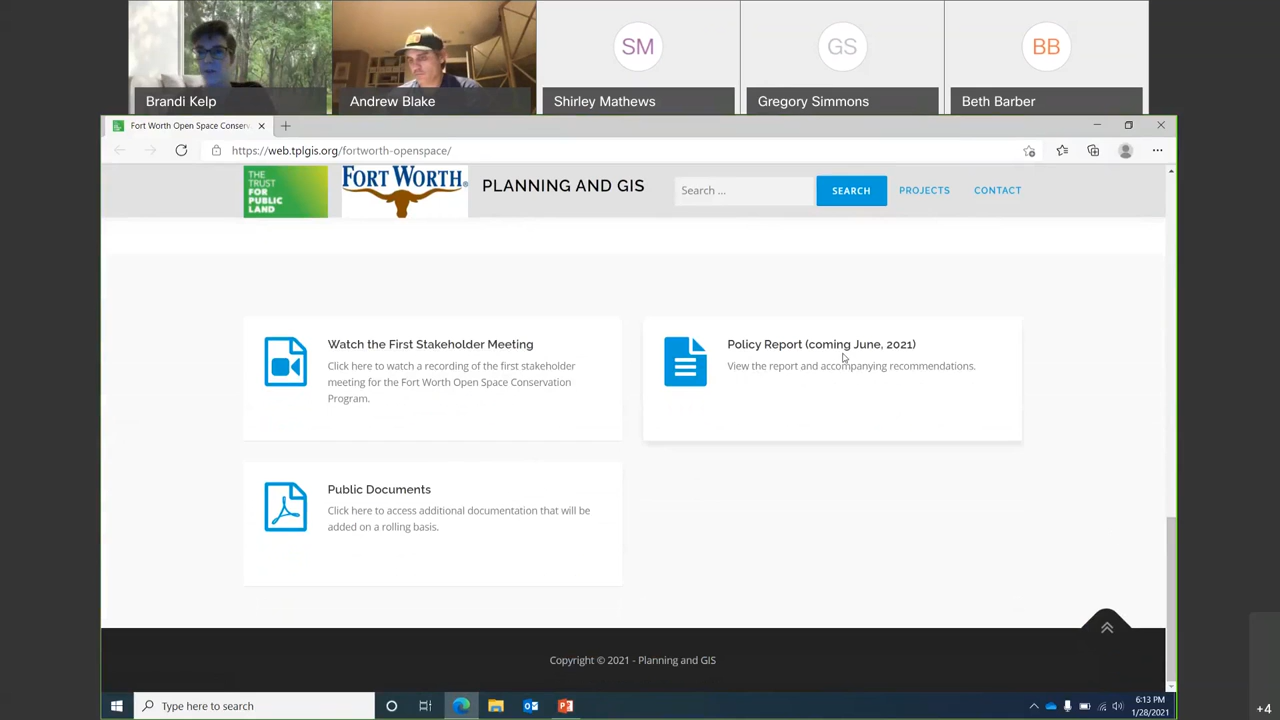 SM
GS
BB
Brandi Kelp
Andrew Blake
Shirley Mathews
Gregory Simmons
Beth Barber
Fort Worth Open Space Conserv
https://web.tplgis.org/fortworth-openspace/
THE
TRUST
FOR
PUBLIC
LAND
FORT WORTH®
PLANNING AND GIS
Search ...
SEARCH
PROJECTS
CONTACT
Watch the First Stakeholder Meeting
Click here to watch a recording of the first stakeholder
meeting for the Fort Worth Open Space Conservation
Program.
Policy Report (coming June, 2021)
View the report and accompanying recommendations.
Public Documents
Click here to access additional documentation that will be
added on a rolling basis.
Copyright © 2021 - Planning and GIS
Type here to search
6:13 PM
1/28/2021
+4